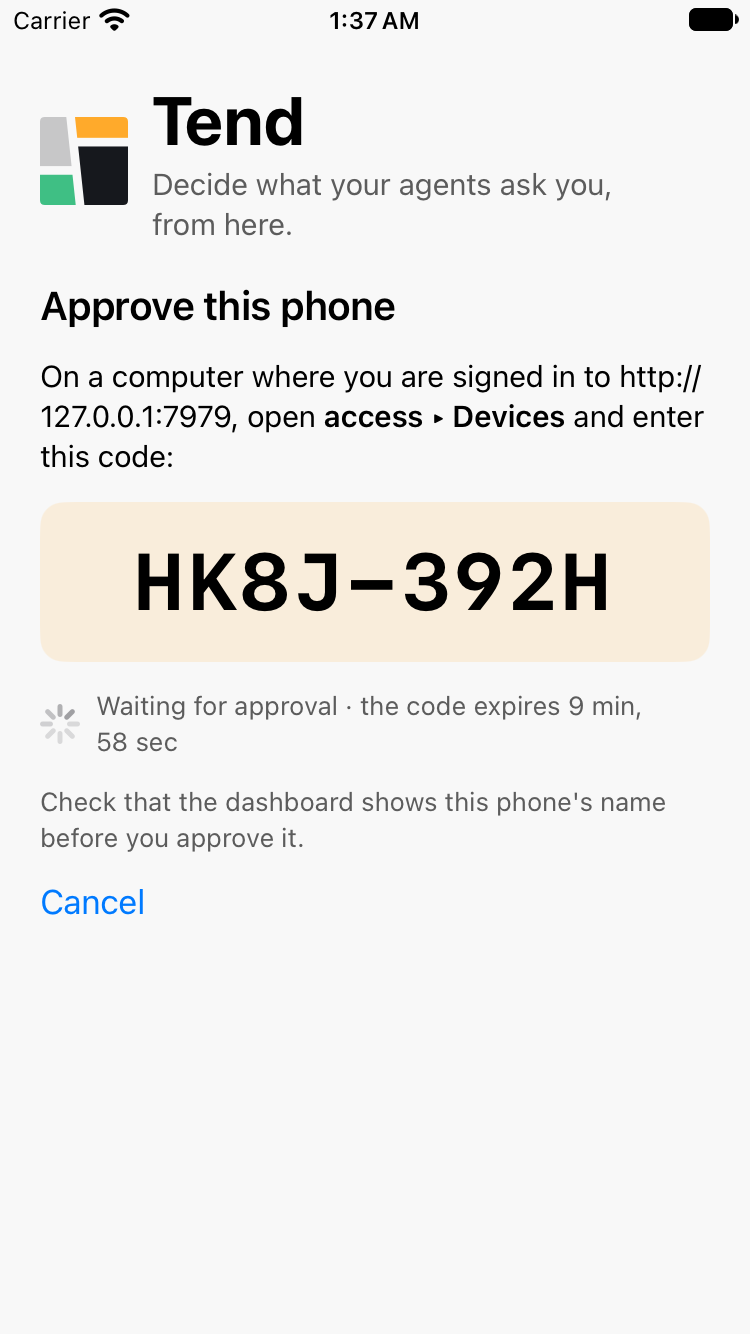 Carrier 1:37 AM
Tend
Decide what your agents ask you,
from here.
Approve this phone
On a computer where you are signed in to http://
127.0.0.1:7979, open access ‣ Devices and enter
this code:
HK8J-392H
Waiting for approval · the code expires 9 min,
58 sec
Check that the dashboard shows this phone's name
before you approve it.
Cancel